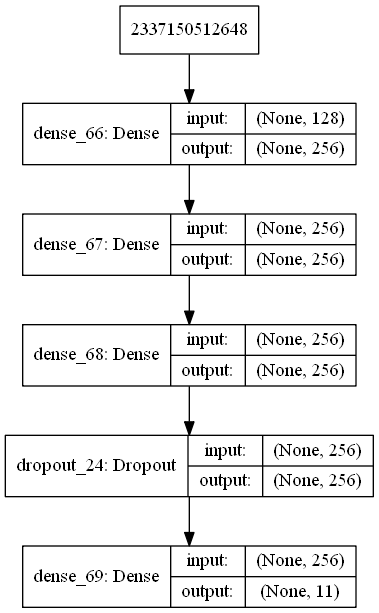 2337150512648
dense_66: Dense
input: (None, 128)
output: (None, 256)
dense_67: Dense
input: (None, 256)
output: (None, 256)
dense_68: Dense
input: (None, 256)
output: (None, 256)
dropout_24: Dropout
input: (None, 256)
output: (None, 256)
dense_69: Dense
input: (None, 256)
output: (None, 11)